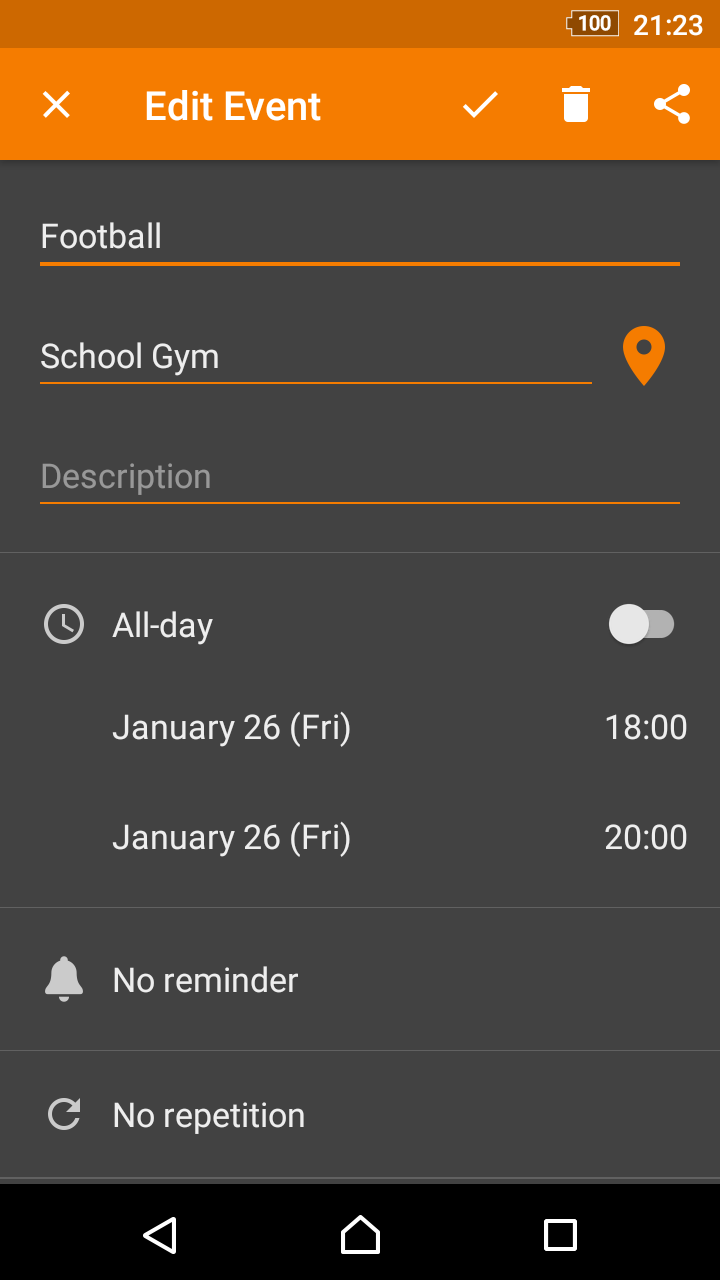 100 21:23
Edit Event
Football
School Gym
Description
All-day
January 26 (Fri) 18:00
January 26 (Fri) 20:00
No reminder
No repetition